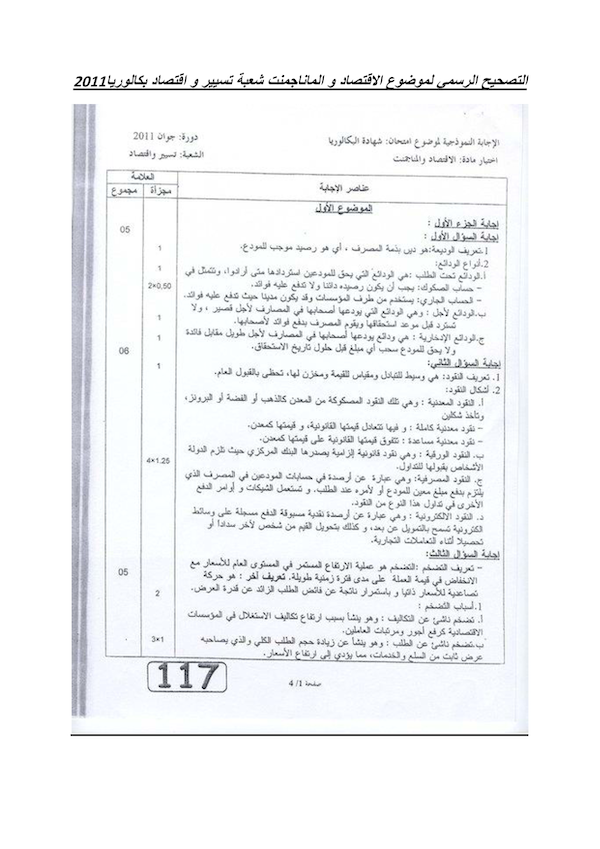 التصحيح الرسمي لموضوع الاقتصاد و الماناجمنت شعبة تسيير و اقتصاد بكالوريا2011
الإجابة النموذجية لموضوع امتحان: شهادة البكالوريا
دورة: جوان 2011
اختبار مادة: الاقتصاد والمناجمنت
الشعبة: تسيير واقتصاد
عناصر الإجابة
العلامة
مجزأة
مجموع
الموضوع الأول
إجابة الجزء الأول :
05
إجابة السؤال الأول :
1.تعريف الوديعة:هو دين بذمة المصرف ، أي هو رصيد موجب للمودع.
1
2.أنواع الودائع:
أ.الودائع تحت الطلب :هي الودائع التي يحق للمودعين استردادها متى أرادوا، وتتمثل في
1
– حساب الصكوك: يجب أن يكون رصيده دائنا ولا تدفع عليه فوائد.
2×0,50
– الحساب الجاري: يستخدم من طرف المؤسسات وقد يكون مدينا حيث تدفع عليه فوائد.
ب.الودائع لأجل : وهي الودائع التي يودعها أصحابها في المصارف لأجل قصير ، ولا
1
تسترد قبل موعد استحقاقها ويقوم المصرف بدفع فوائد لأصحابها.
ج.الودائع الإدخارية : هي ودائع يودعها أصحابها في المصارف لأجل طويل مقابل فائدة
1
ولا يحق للمودع سحب أي مبلغ قبل حلول تاريخ الاستحقاق.
06
إجابة السؤال الثاني:
1. تعريف النقود: هي وسيط للتبادل ومقياس للقيمة ومخزن لها، تحظى بالقبول العام.
1
2. أشكال النقود:
أ. النقود المعدنية : وهي تلك النقود المصكوكة من المعدن كالذهب أو الفضة أو البرونز،
وتأخذ شكلين
– نقود معدنية كاملة : و فيها تتعادل قيمتها القانونية، و قيمتها كمعدن.
– نقود معدنية مساعدة : تتفوق قيمتها القانونية على قيمتها كمعدن.
ب. النقود الورقية : وهي نقود قانونية إلزامية يصدرها البنك المركزي حيث تلزم الدولة
الأشخاص بقبولها للتداول.
4×1.25
ج. النقود المصرفية: وهي عبارة عن أرصدة في حسابات المودعين في المصرف الذي
يلتزم بدفع مبلغ معين للمودع أو لأمره عند الطلب. و تستعمل الشيكات و أوامر الدفع
الأخرى في تداول هذا النوع من النقود.
د. النقود الالكترونية : وهي عبارة عن أرصدة نقدية مسبوقة الدفع مسجلة على وسائط
الكترونية تسمح بالتمويل عن بعد، و كذلك بتحويل القيم من شخص لآخر سدادا أو
تحصيلا أثناء التعاملات التجارية.
إجابة السؤال الثالث:
– تعريف التضخم :التضخم هو عملية الارتفاع المستمر في المستوى العام للأسعار مع
05
الانخفاض في قيمة العملة على مدى فترة زمنية طويلة. تعريف آخر : هو حركة
تصاعدية للأسعار ذاتيا و باستمرار ناتجة عن فائض الطلب الزائد عن قدرة العرض.
2
1.أسباب التضخم :
أ. تضخم ناشئ عن التكاليف : وهو ينشأ بسبب ارتفاع تكاليف الاستغلال في المؤسسات
الاقتصادية كرفع أجور ومرتبات العاملين.
ب.تضخم ناشئ عن الطلب : وهو ينشأ عن زيادة حجم الطلب الكلي والذي يصاحبه
3×1
عرض ثابت من السلع والخدمات، مما يؤدي إلى ارتفاع الأسعار.
117
صفحة 1/ 4